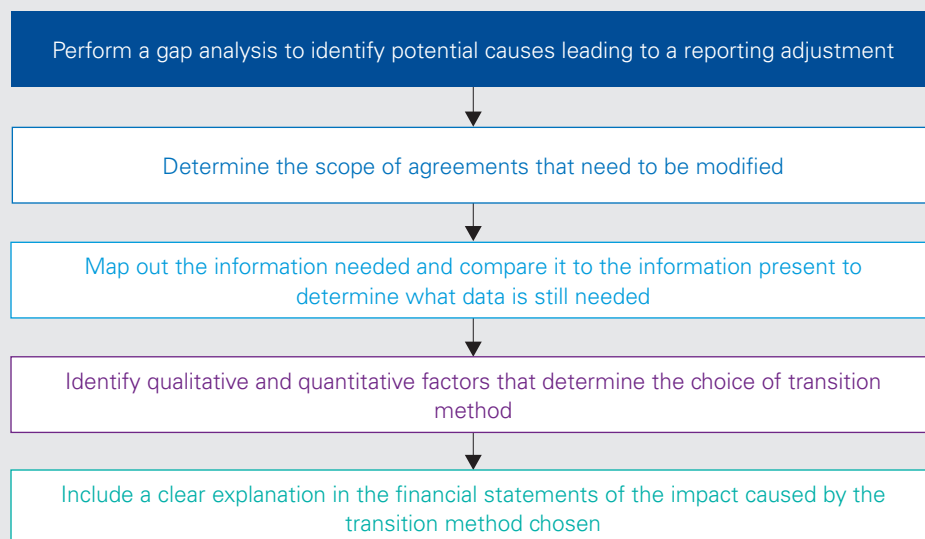 Perform a gap analysis to identify potential causes leading to a reporting adjustment
Determine the scope of agreements that need to be modified
Map out the information needed and compare it to the information present to
determine what data is still needed
Identify qualitative and quantitative factors that determine the choice of transition
method
Include a clear explanation in the financial statements of the impact caused by the
transition method chosen